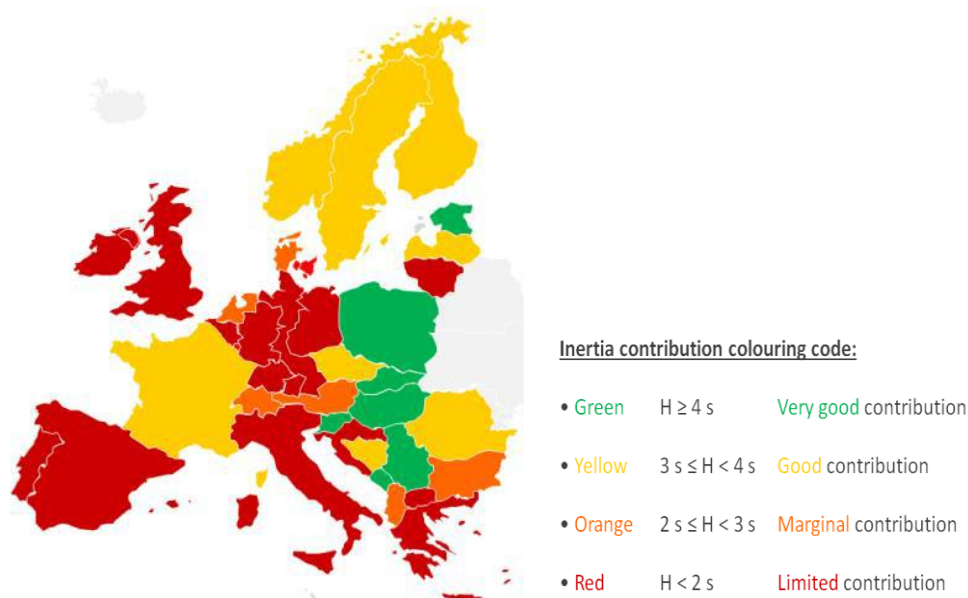 Inertia contribution colouring code:
• Green H ≥ 4 s Very good contribution
• Yellow 3 s ≤ H < 4 s Good contribution
• Orange 2 s ≤ H < 3 s Marginal contribution
• Red H < 2 s Limited contribution